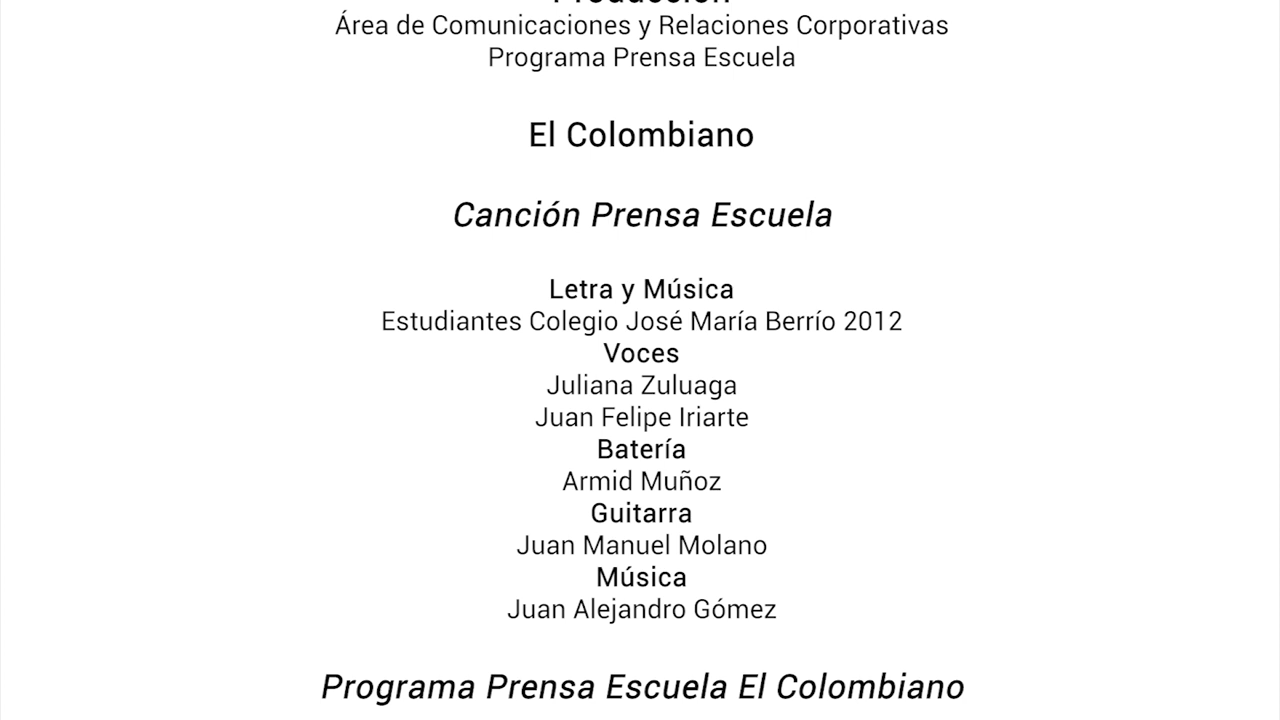 Producción
Área de Comunicaciones y Relaciones Corporativas
Programa Prensa Escuela
El Colombiano
Canción Prensa Escuela
Letra y Música
Estudiantes Colegio José María Berrío 2012
Voces
Juliana Zuluaga
Juan Felipe Iriarte
Batería
Armid Muñoz
Guitarra
Juan Manuel Molano
Música
Juan Alejandro Gómez
Programa Prensa Escuela El Colombiano